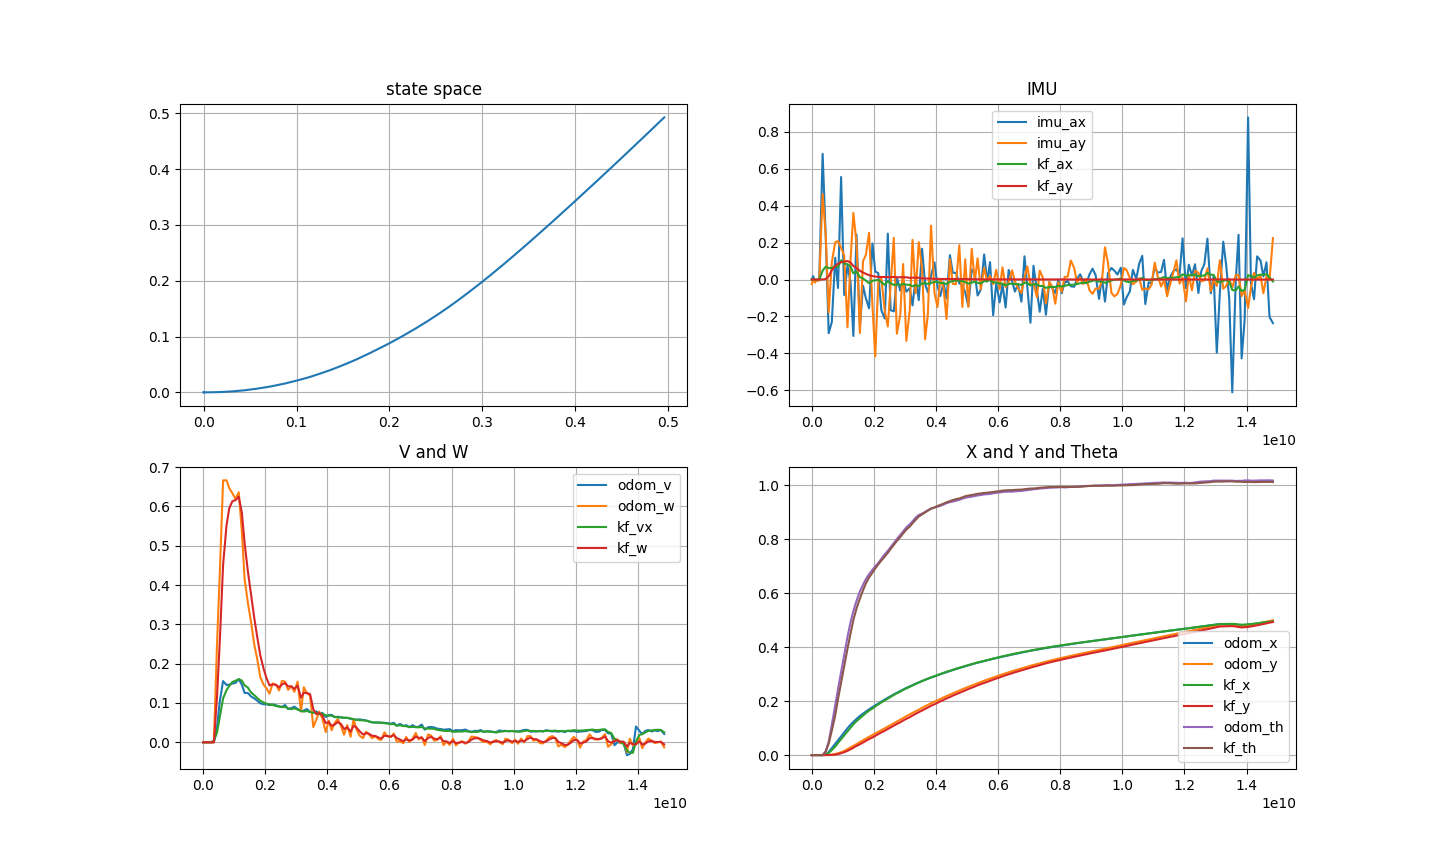 state space
0.5
0.4
0.3
0.2
0.1
0.0
0.0 0.1 0.2 0.3 0.4 0.5
IMU
imu_ax
imu_ay
kf_ax
kf_ay
0.8
0.6
0.4
0.2
0.0
−0.2
−0.4
−0.6
0.0 0.2 0.4 0.6 0.8 1.0 1.2 1.4
1e10
V and W
odom_v
odom_w
kf_vx
kf_w
0.7
0.6
0.5
0.4
0.3
0.2
0.1
0.0
0.0 0.2 0.4 0.6 0.8 1.0 1.2 1.4
1e10
X and Y and Theta
1.0
0.8
0.6
0.4
0.2
0.0
odom_x
odom_y
kf_x
kf_y
odom_th
kf_th
0.0 0.2 0.4 0.6 0.8 1.0 1.2 1.4
1e10